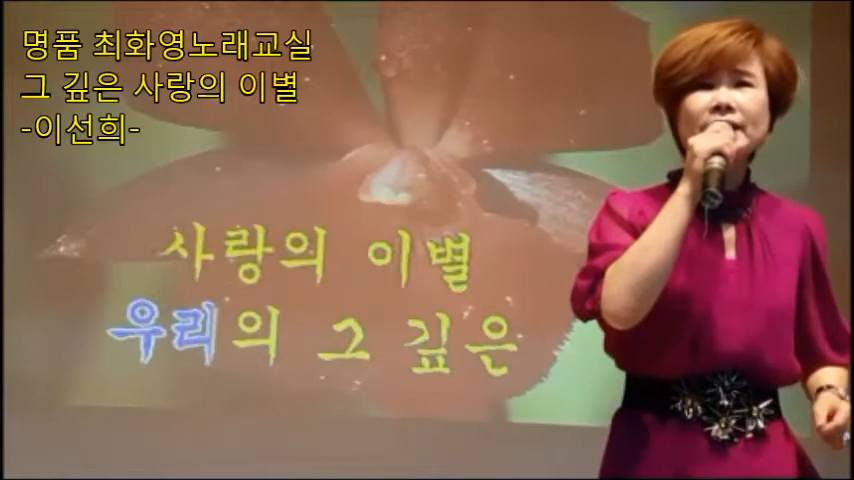 명품 최화영노래교실
그 깊은 사랑의 이별
-이선희-
사랑의 이별
우리의 그 깊은